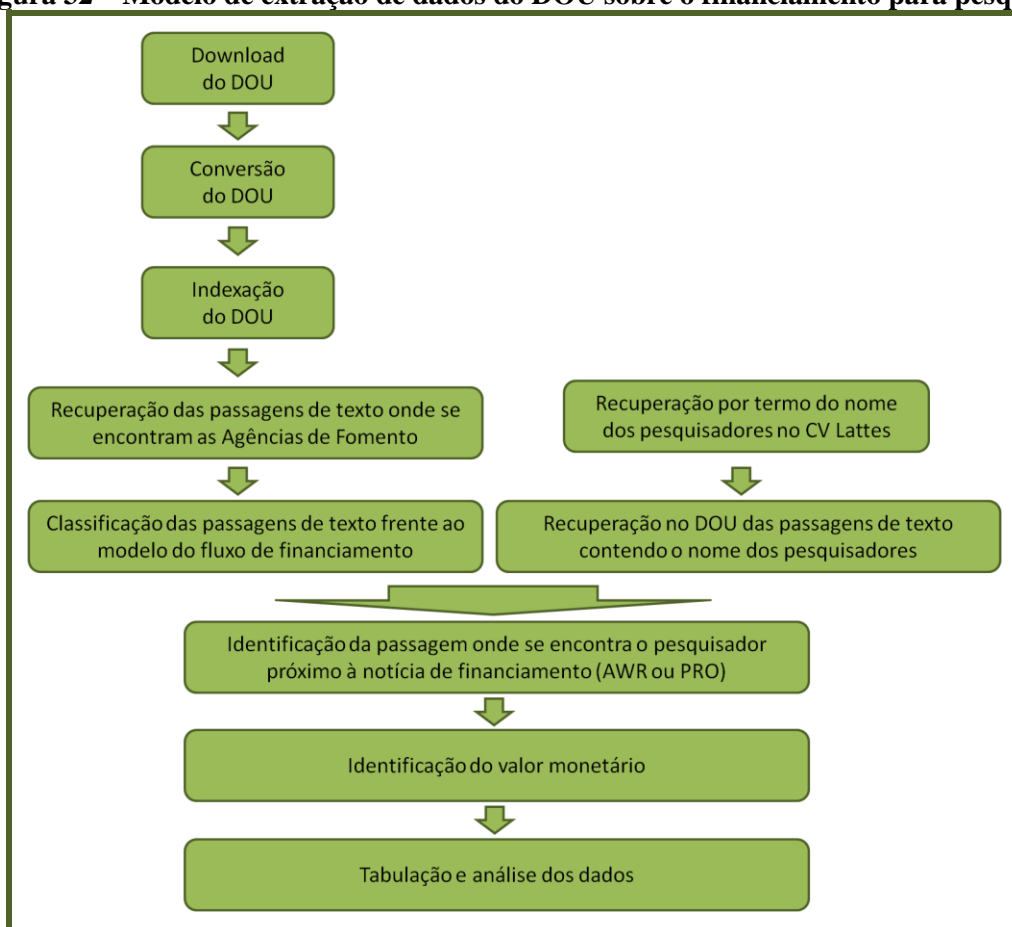 gura 32 – Modelo de extração de dados do DOU sobre o financiamento para pesq
Download
do DOU
Conversão
do DOU
Indexação
do DOU
Recuperação das passagens de texto onde se
encontram as Agências de Fomento
Recuperação por termo do nome
dos pesquisadores no CV Lattes
Classificação das passagens de texto frente ao
modelo do fluxo de financiamento
Recuperação no DOU das passagens de texto
contendo o nome dos pesquisadores
Identificação da passagem onde se encontra o pesquisador
próximo à notícia de financiamento (AWR ou PRO)
Identificação do valor monetário
Tabulação e análise dos dados